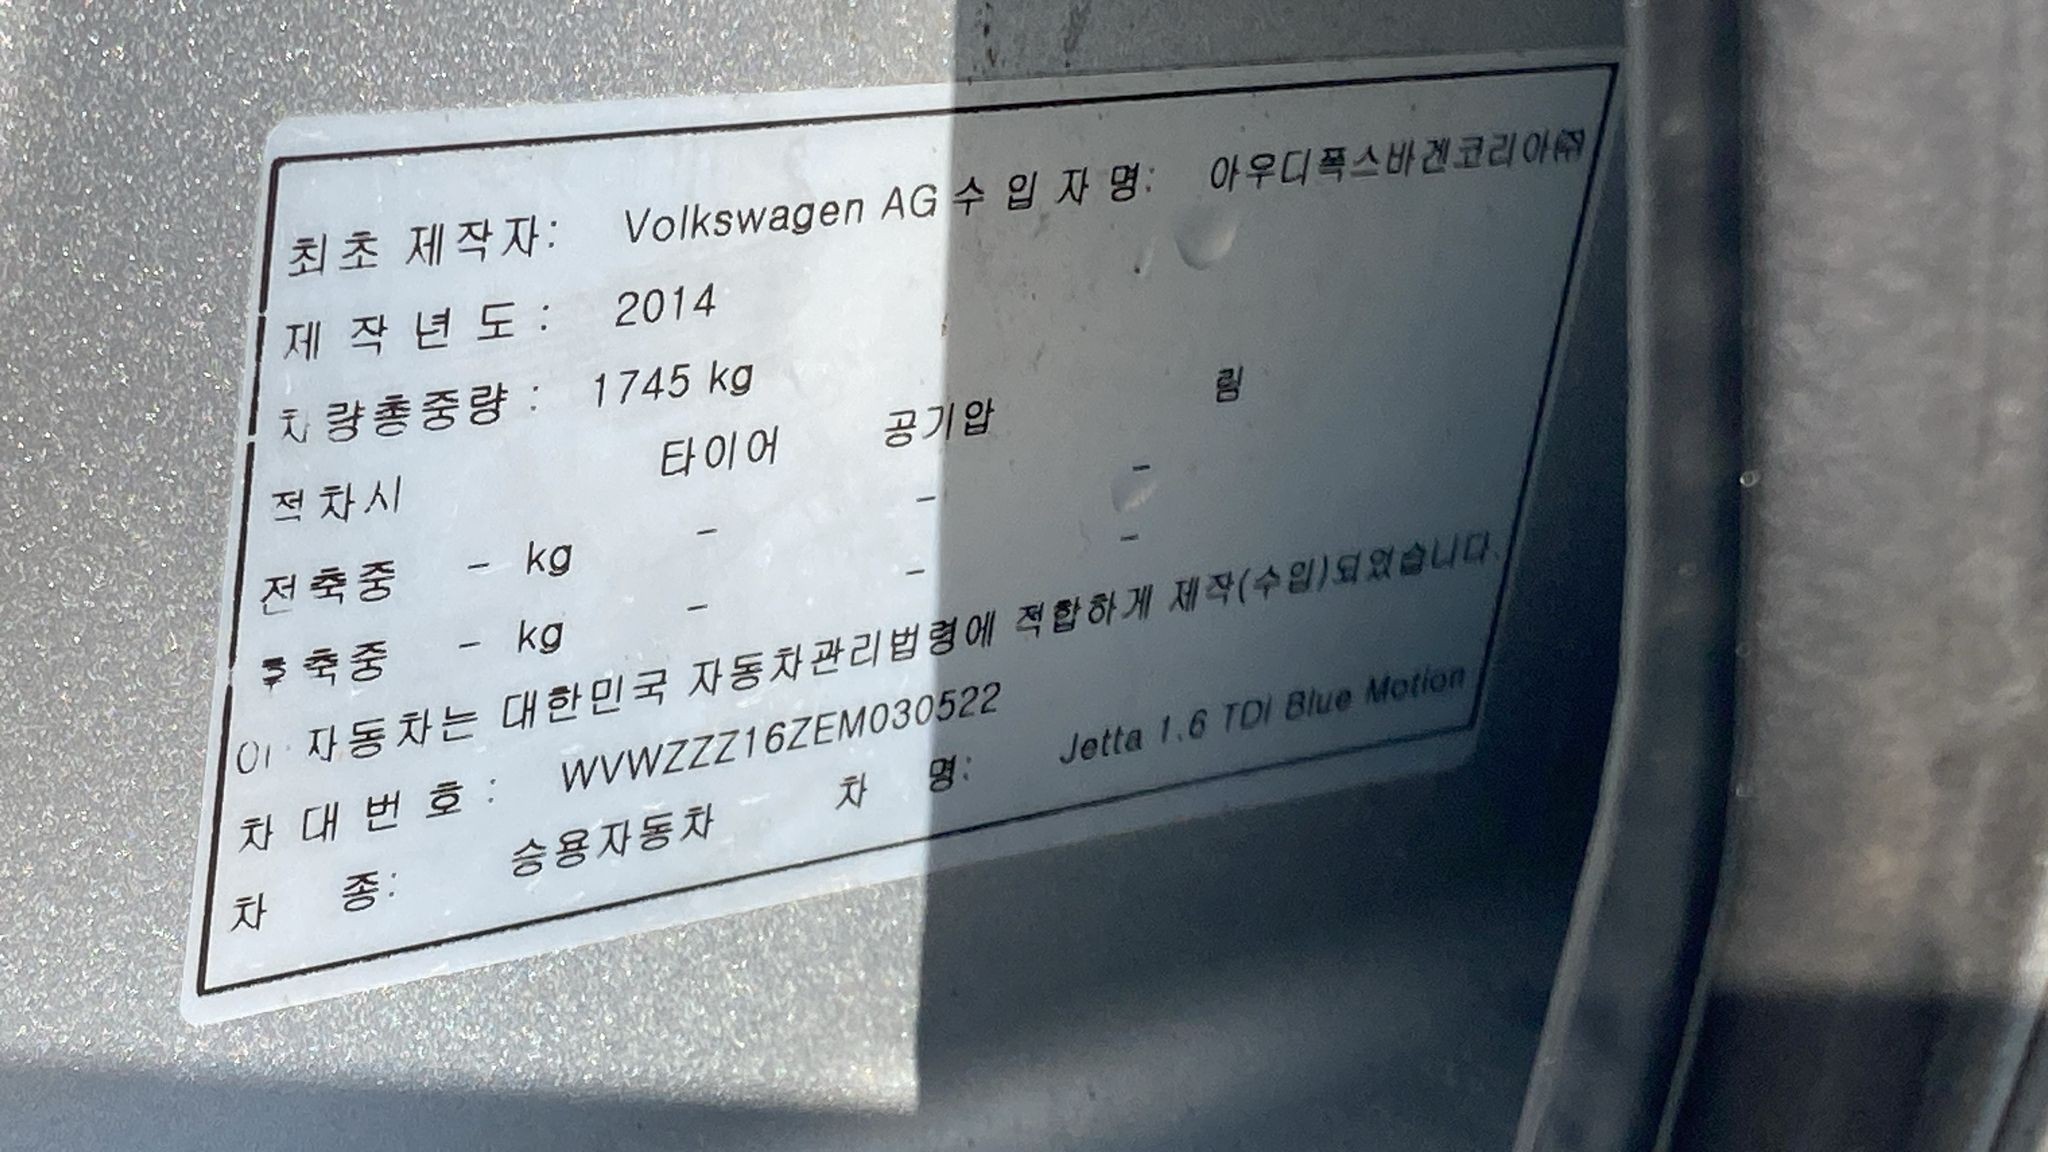 최초 제작자: Volkswagen AG 수 입 자 명: 아우디폭스바겐코리아㈜
제 작 년 도 : 2014
차량총중량 : 1745 kg
적차시 타이어 공기압 림
전축중 - kg - - -
후축중 - kg - - -
이 자동차는 대한민국 자동차관리법령에 적합하게 제작(수입)되었습니다.
차 대 번 호 : WVWZZZ16ZEM030522
차 종: 승용자동차 차 명: Jetta 1.6 TDI Blue Motion